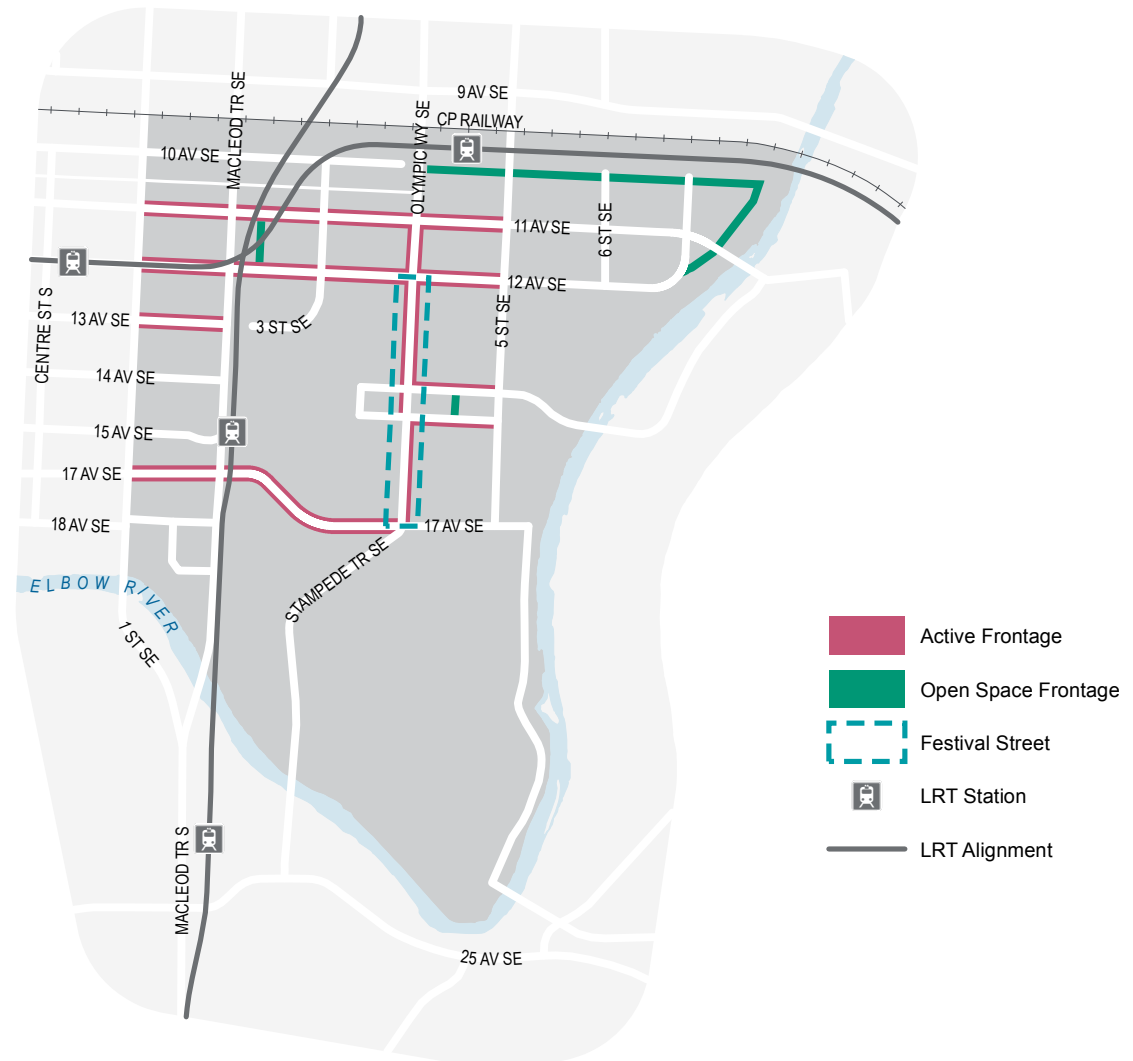 9 AV SE
CP RAILWAY
MACLEOD TR SE
OLYMPIC WY SE
10 AV SE
11 AV SE
6 ST SE
12 AV SE
CENTRE ST S
13 AV SE
3 ST SE
5 ST SE
14 AV SE
15 AV SE
17 AV SE
18 AV SE
17 AV SE
STAMPEDE TR SE
ELBOW RIVER
1 ST SE
MACLEOD TR S
25 AV SE
Active Frontage
Open Space Frontage
Festival Street
LRT Station
LRT Alignment